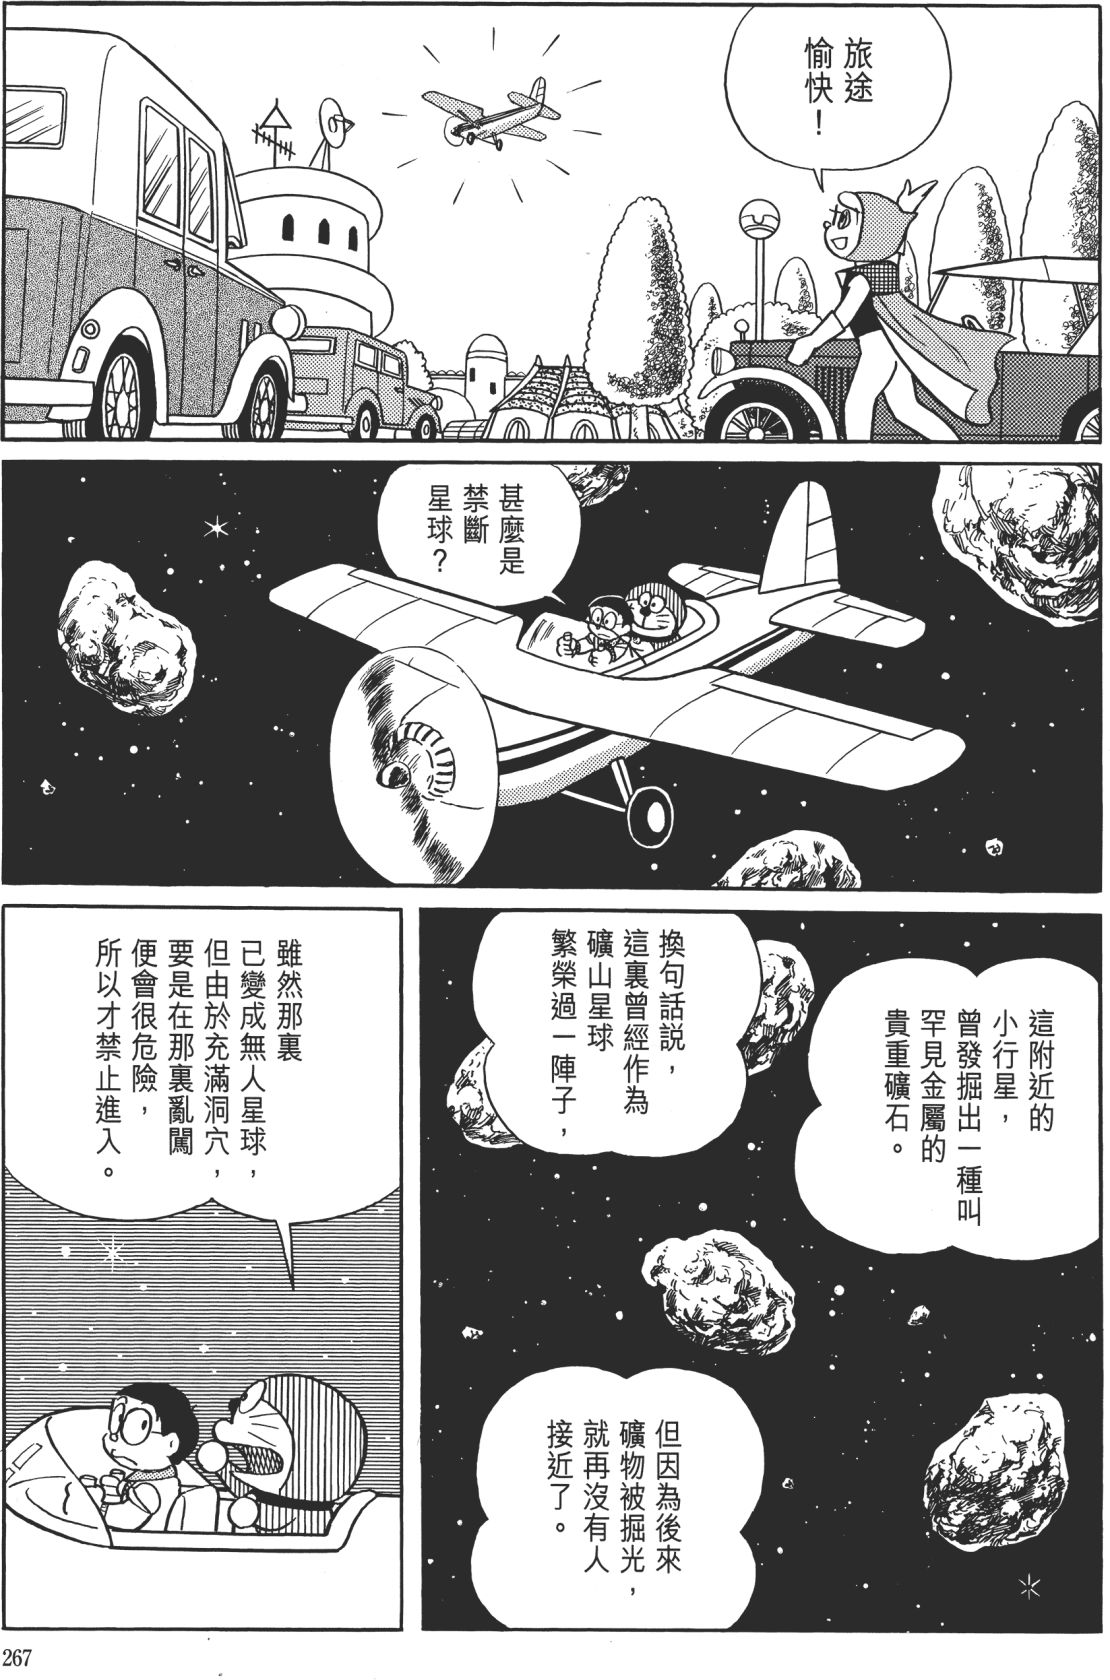 旅途
愉快！
甚麼是
禁斷
星球？
這附近的
小行星，
曾發掘出一種叫
罕見金屬的
貴重礦石。
換句話説，
這裏曾經作為
礦山星球
繁榮過一陣子，
但因為後來
礦物被掘光，
就再沒有人
接近了。
雖然那裏
已變成無人星球，
但由於充滿洞穴，
要是在那裏亂闖
便會很危險，
所以才禁止進入。
267